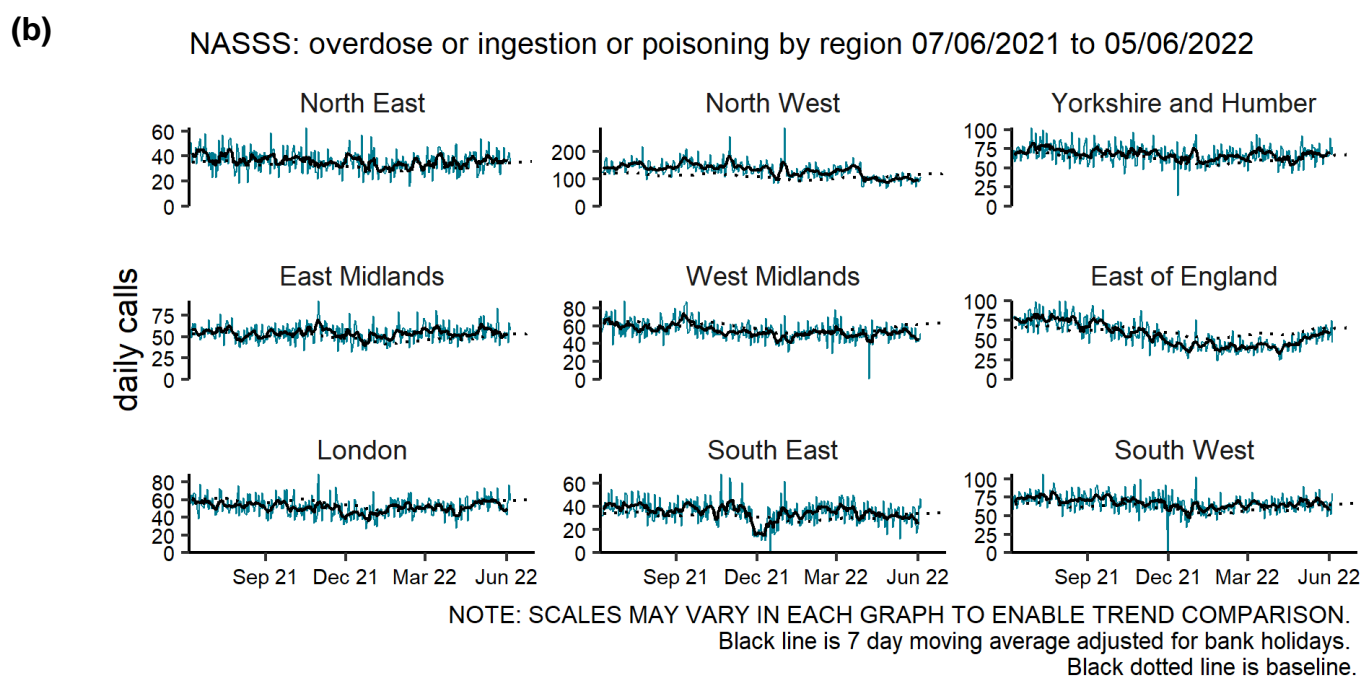 (b)
NASSS: overdose or ingestion or poisoning by region 07/06/2021 to 05/06/2022
daily calls
North East
60
40
20
0
North West
200
100
0
Yorkshire and Humber
100
75
50
25
0
East Midlands
75
50
25
0
West Midlands
80
60
40
20
0
East of England
100
75
50
25
0
London
80
60
40
20
0
Sep 21 Dec 21 Mar 22 Jun 22
South East
60
40
20
0
Sep 21 Dec 21 Mar 22 Jun 22
South West
100
75
50
25
0
Sep 21 Dec 21 Mar 22 Jun 22
NOTE: SCALES MAY VARY IN EACH GRAPH TO ENABLE TREND COMPARISON.
Black line is 7 day moving average adjusted for bank holidays.
Black dotted line is baseline.